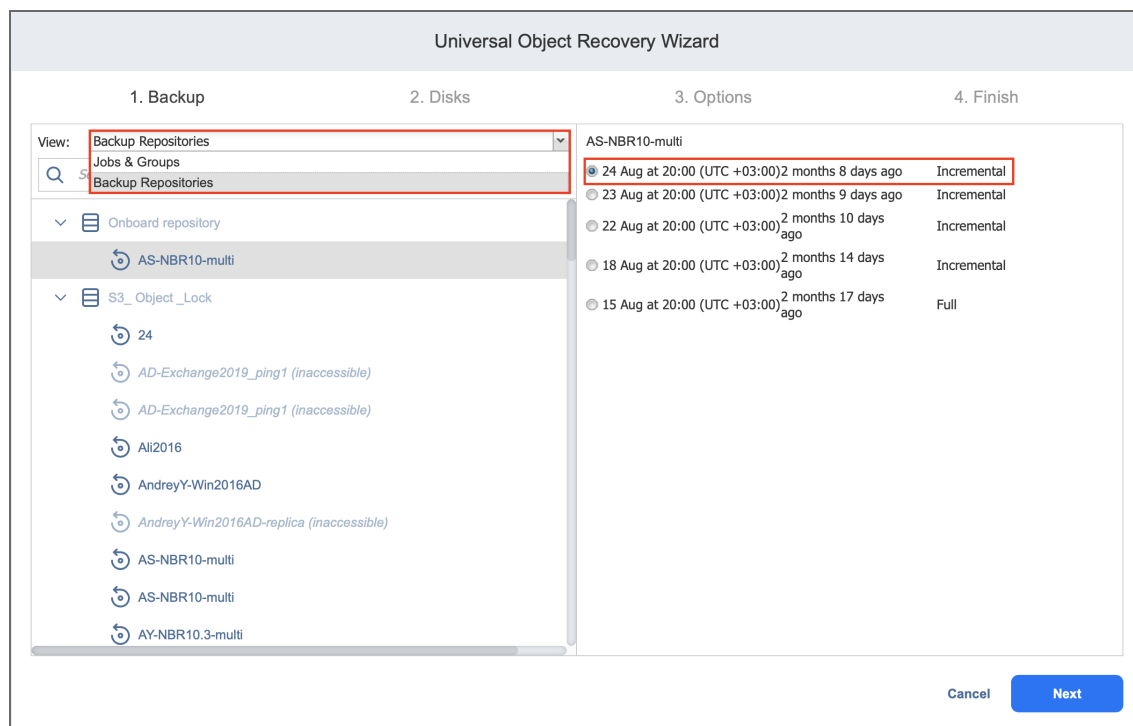 Universal Object Recovery Wizard
1. Backup
2. Disks
3. Options
4. Finish
View:
Backup Repositories
Jobs & Groups
Backup Repositories
Onboard repository
AS-NBR10-multi
S3_ Object _Lock
24
AD-Exchange2019_ping1 (inaccessible)
AD-Exchange2019_ping1 (inaccessible)
Ali2016
AndreyY-Win2016AD
AndreyY-Win2016AD-replica (inaccessible)
AS-NBR10-multi
AS-NBR10-multi
AY-NBR10.3-multi
AS-NBR10-multi
24 Aug at 20:00 (UTC +03:00) 2 months 8 days ago Incremental
23 Aug at 20:00 (UTC +03:00) 2 months 9 days ago Incremental
22 Aug at 20:00 (UTC +03:00) 2 months 10 days ago Incremental
18 Aug at 20:00 (UTC +03:00) 2 months 14 days ago Incremental
15 Aug at 20:00 (UTC +03:00) 2 months 17 days ago Full
Cancel
Next